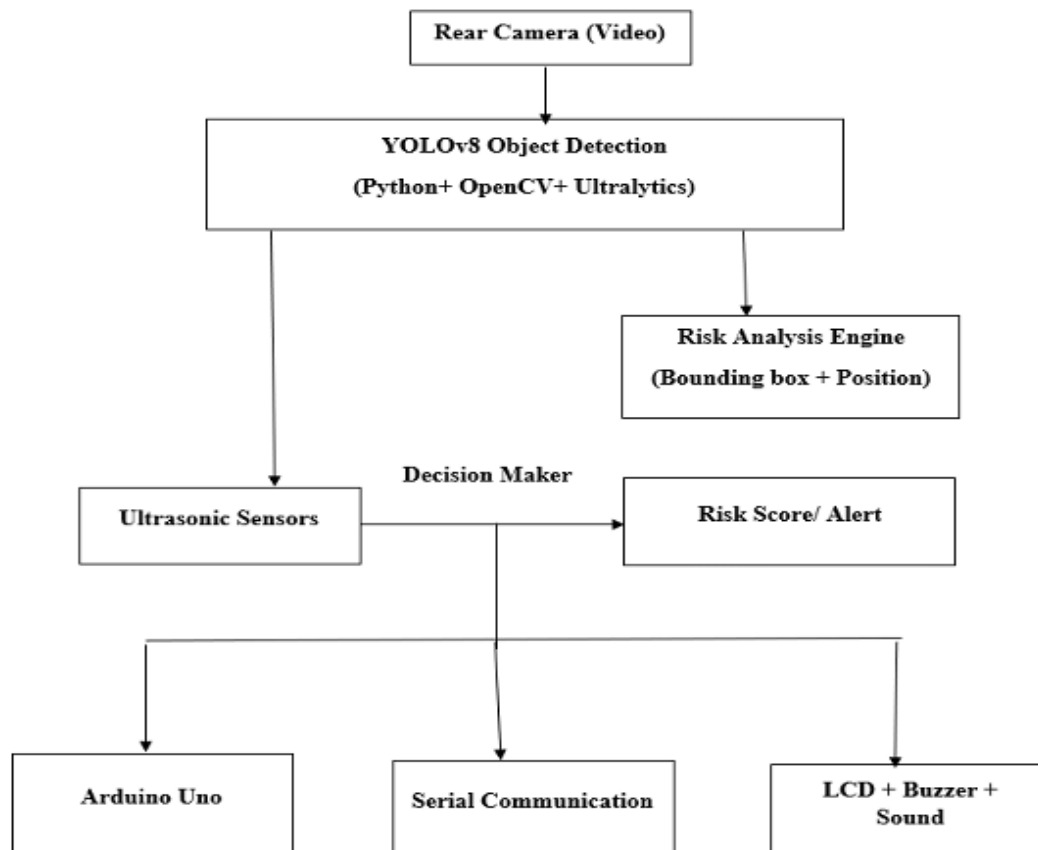 Rear Camera (Video)
YOLOv8 Object Detection
(Python+ OpenCV+ Ultralytics)
Risk Analysis Engine
(Bounding box + Position)
Decision Maker
Ultrasonic Sensors
Risk Score/ Alert
Arduino Uno
Serial Communication
LCD + Buzzer +
Sound